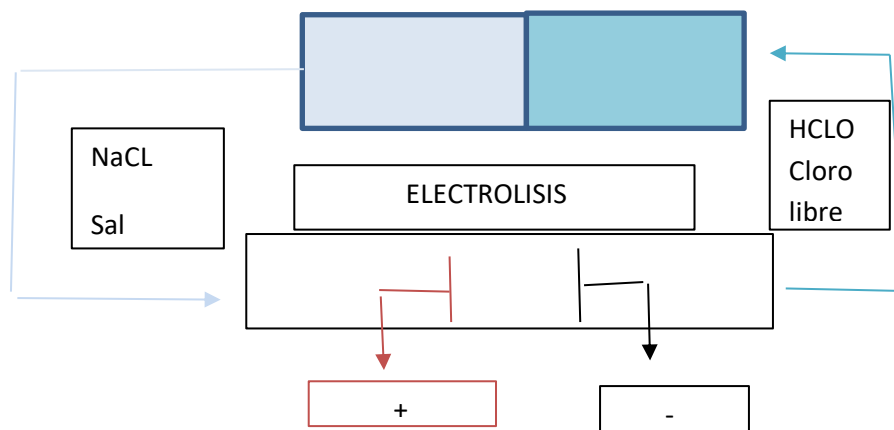 NaCL
Sal
HCLO
Cloro
libre
ELECTROLISIS
+
-